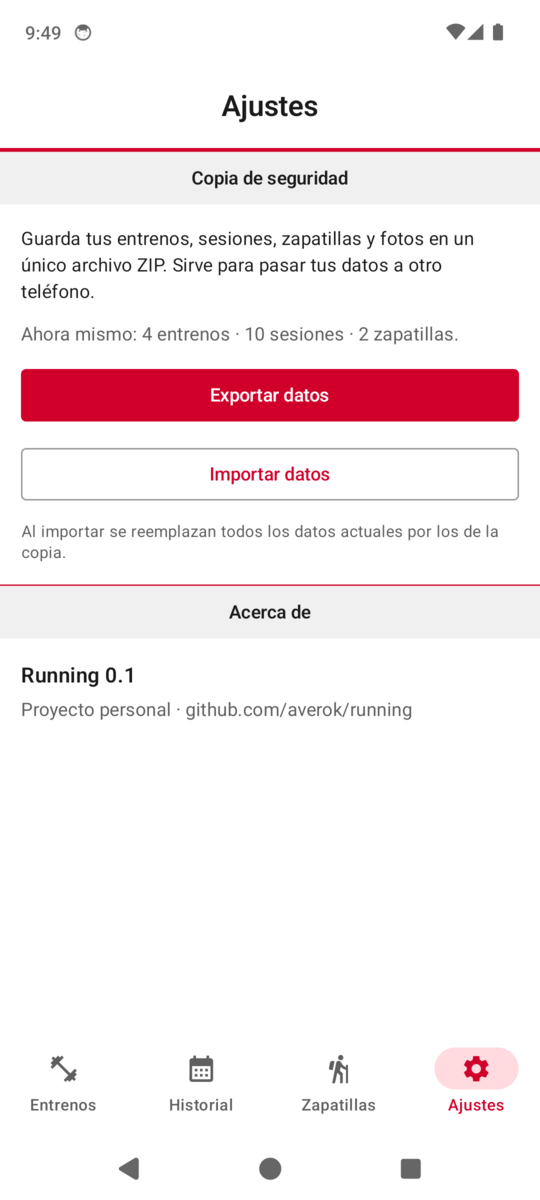 9:49
Ajustes
Copia de seguridad
Guarda tus entrenos, sesiones, zapatillas y fotos en un
único archivo ZIP. Sirve para pasar tus datos a otro
teléfono.
Ahora mismo: 4 entrenos · 10 sesiones · 2 zapatillas.
Exportar datos
Importar datos
Al importar se reemplazan todos los datos actuales por los de la
copia.
Acerca de
Running 0.1
Proyecto personal · github.com/averok/running
Entrenos
Historial
Zapatillas
Ajustes